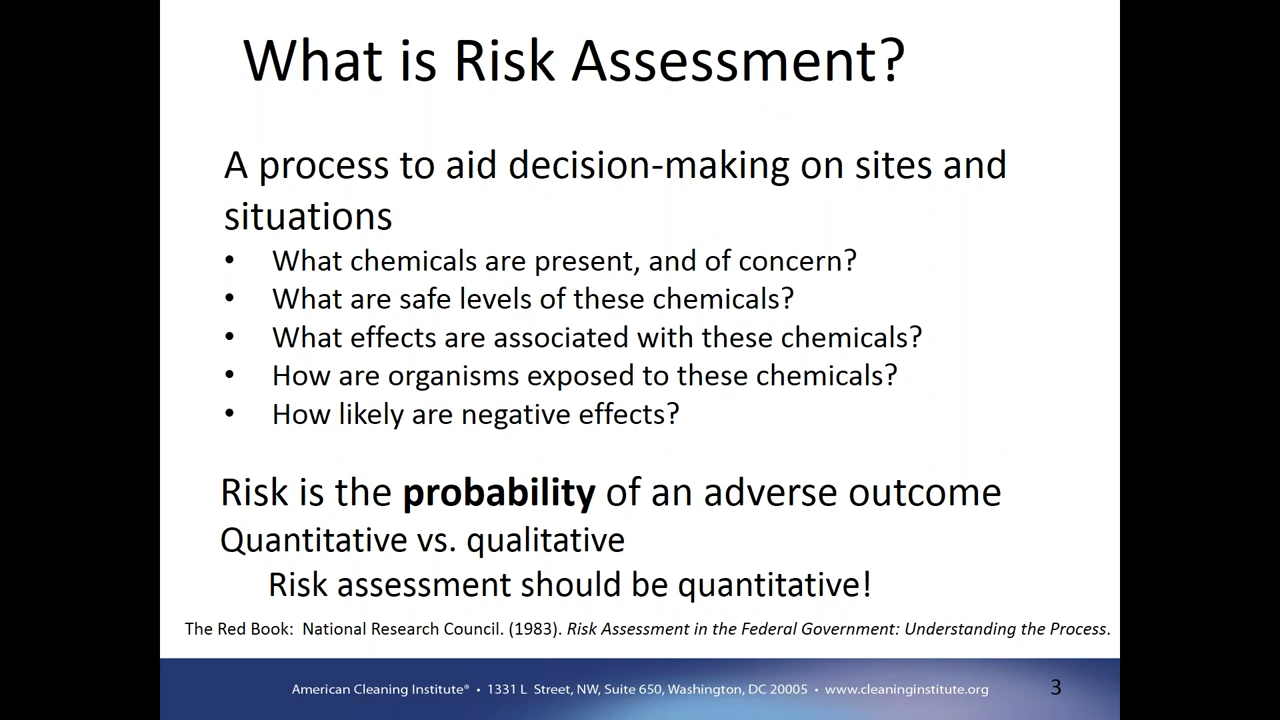 What is Risk Assessment?
A process to aid decision-making on sites and
situations
• What chemicals are present, and of concern?
• What are safe levels of these chemicals?
• What effects are associated with these chemicals?
• How are organisms exposed to these chemicals?
• How likely are negative effects?
Risk is the probability of an adverse outcome
Quantitative vs. qualitative
Risk assessment should be quantitative!
The Red Book: National Research Council. (1983). Risk Assessment in the Federal Government: Understanding the Process.
American Cleaning Institute® • 1331 L Street, NW, Suite 650, Washington, DC 20005 • www.cleaninginstitute.org 3